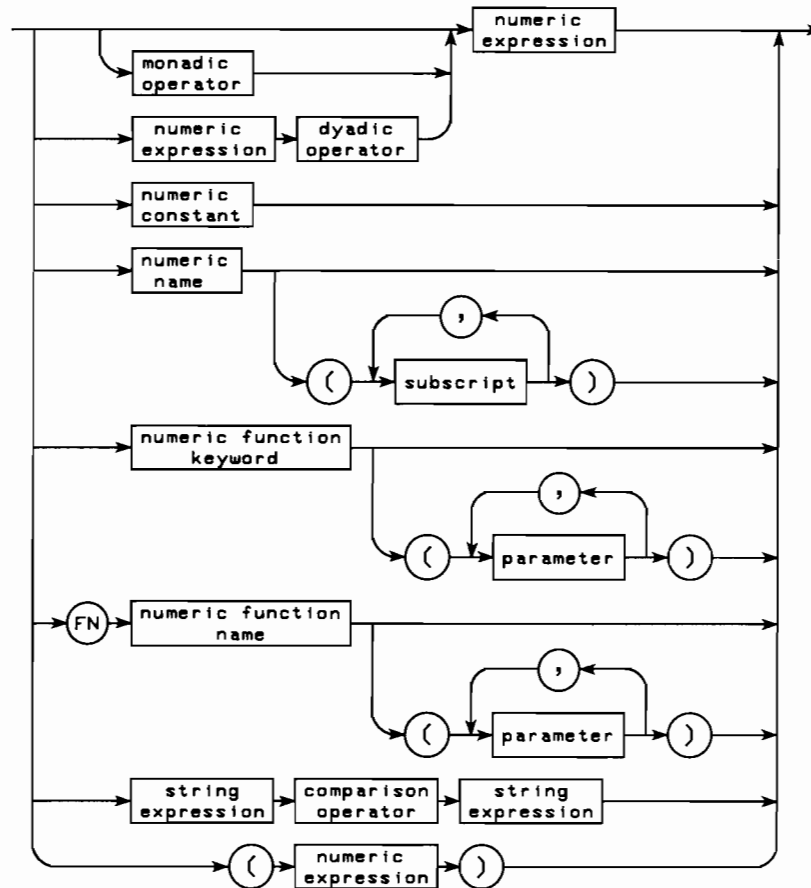 numeric
expression
monadic
operator
numeric
expression
dyadic
operator
numeric
constant
numeric
name
,
( subscript )
numeric function
keyword
,
( parameter )
FN
numeric function
name
,
( parameter )
string
expression
comparison
operator
string
expression
(
numeric
expression
)